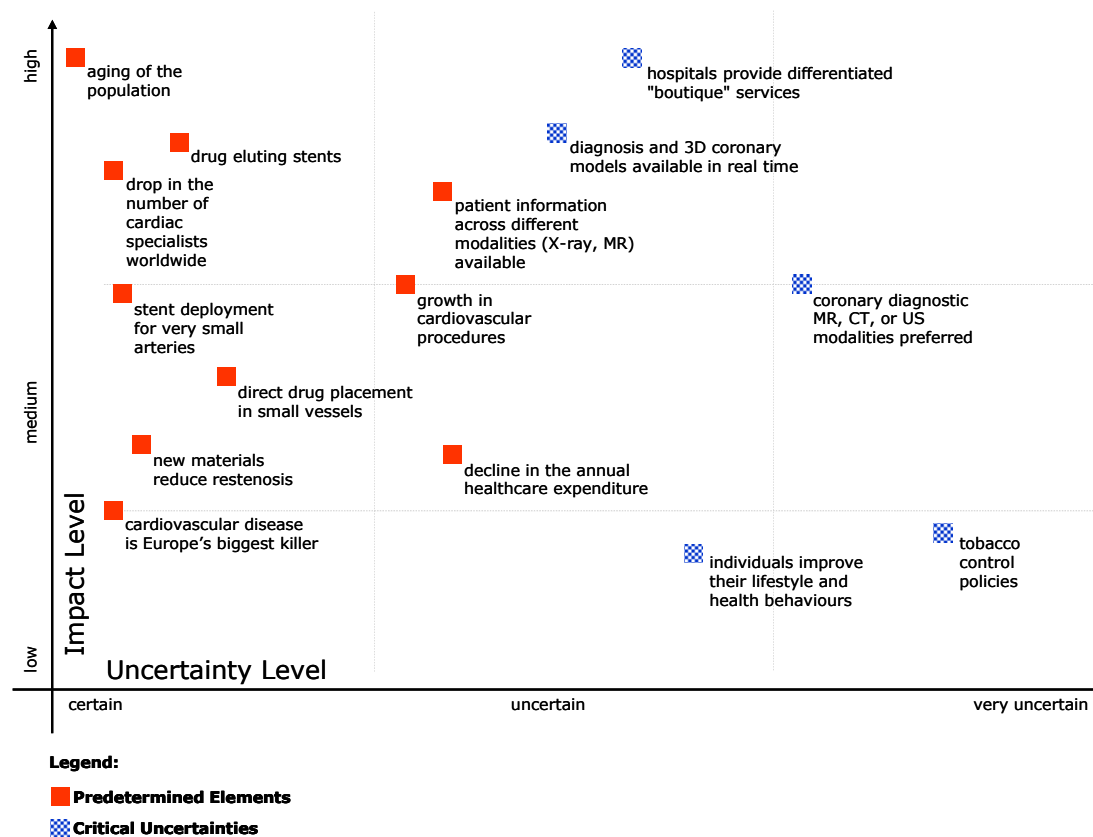 high
aging of the
population
hospitals provide differentiated
"boutique" services
drug eluting stents
diagnosis and 3D coronary
models available in real time
drop in the
number of
cardiac
specialists
worldwide
patient information
across different
modalities (X-ray, MR)
available
stent deployment
for very small
arteries
growth in
cardiovascular
procedures
coronary diagnostic
MR, CT, or US
modalities preferred
medium
direct drug placement
in small vessels
new materials
reduce restenosis
decline in the annual
healthcare expenditure
cardiovascular disease
is Europe’s biggest killer
individuals improve
their lifestyle and
health behaviours
tobacco
control
policies
Impact Level
low
Uncertainty Level
certain
uncertain
very uncertain
Legend:
Predetermined Elements
Critical Uncertainties